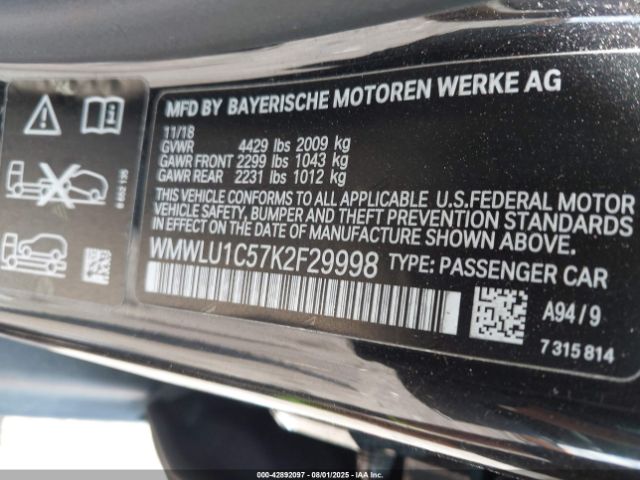 MFD BY BAYERISCHE MOTOREN WERKE AG
11/18
GVWR 4429 lbs 2009 kg
GAWR FRONT 2299 lbs 1043 kg
GAWR REAR 2231 lbs 1012 kg
THIS VEHICLE CONFORMS TO ALL APPLICABLE U.S.FEDERAL MOTOR
VEHICLE SAFETY, BUMPER AND THEFT PREVENTION STANDARDS
IN EFFECT ON THE DATE OF MANUFACTURE SHOWN ABOVE.
WMWLU1C57K2F29998 TYPE: PASSENGER CAR
A94/9
7 315 814
000-42892097 - 08/01/2025 - IAAI.COM